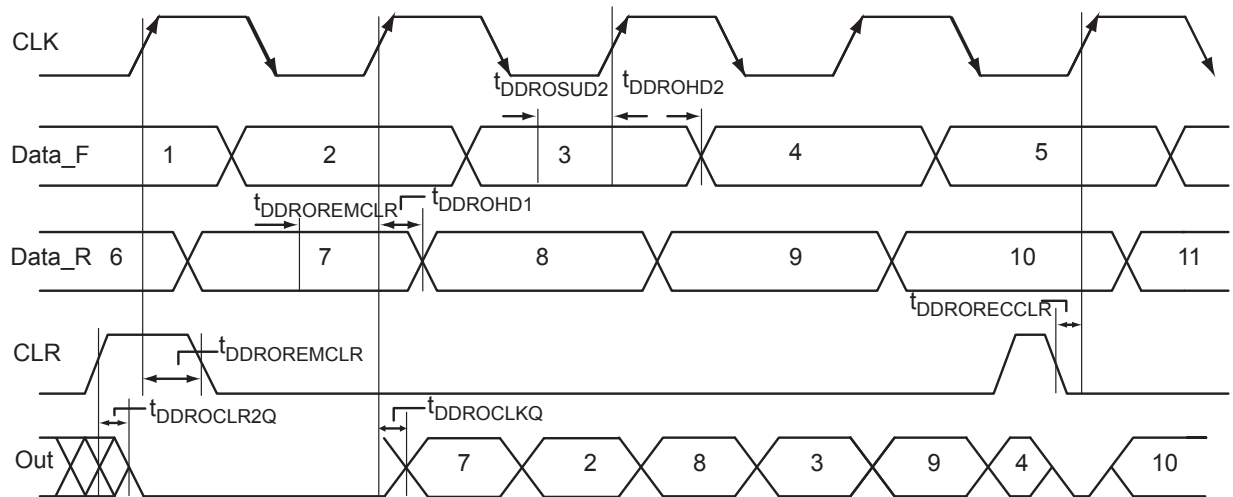 CLK
tDDROSUD2 tDDROHD2
Data_F 1 2 3 4 5
tDDROREMCLR tDDROHD1
Data_R 6 7 8 9 10 11
tDDRORECCLR
CLR
tDDROREMCLR
tDDROCLR2Q tDDROCLKQ
Out 7 2 8 3 9 4 10